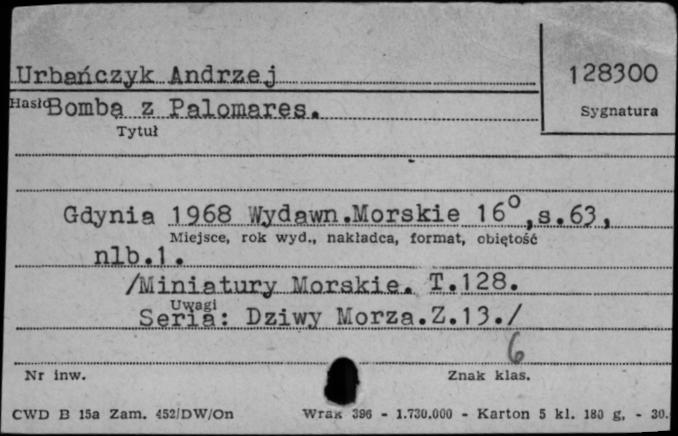 Urbańczyk Andrzej
128300
Hasło
Bomba z Palomares.
Sygnatura
Tytuł
Gdynia 1968 Wydawn.Morskie 16°,s.63,
Miejsce, rok wyd., nakładca, format, objętość
nlb.1.
/Miniatury Morskie. T.128.
Uwagi
Seria: Dziwy Morza.Z.13./
6
Nr inw.
Znak klas.
CWD B 15a Zam. 452/DW/On Wrak 396 - 1.730.000 - Karton 5 kl. 180 g, - 30.